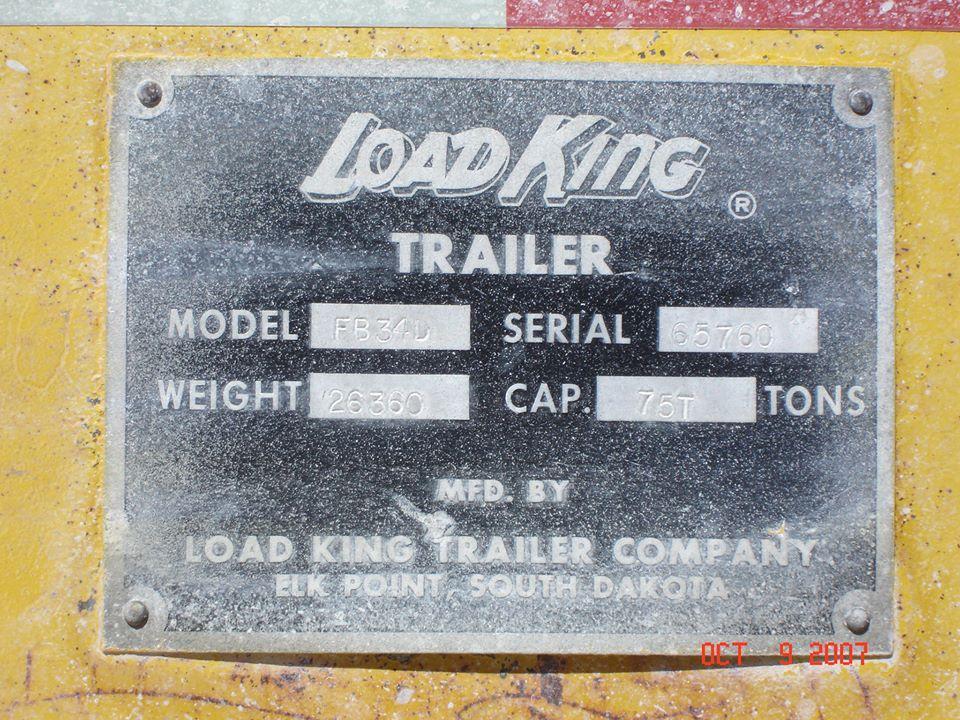 LOAD KING
®
TRAILER
MODEL FB34D SERIAL 65760
WEIGHT 26360 CAP. 75T TONS
MFD. BY
LOAD KING TRAILER COMPANY
ELK POINT, SOUTH DAKOTA
OCT 9 2007